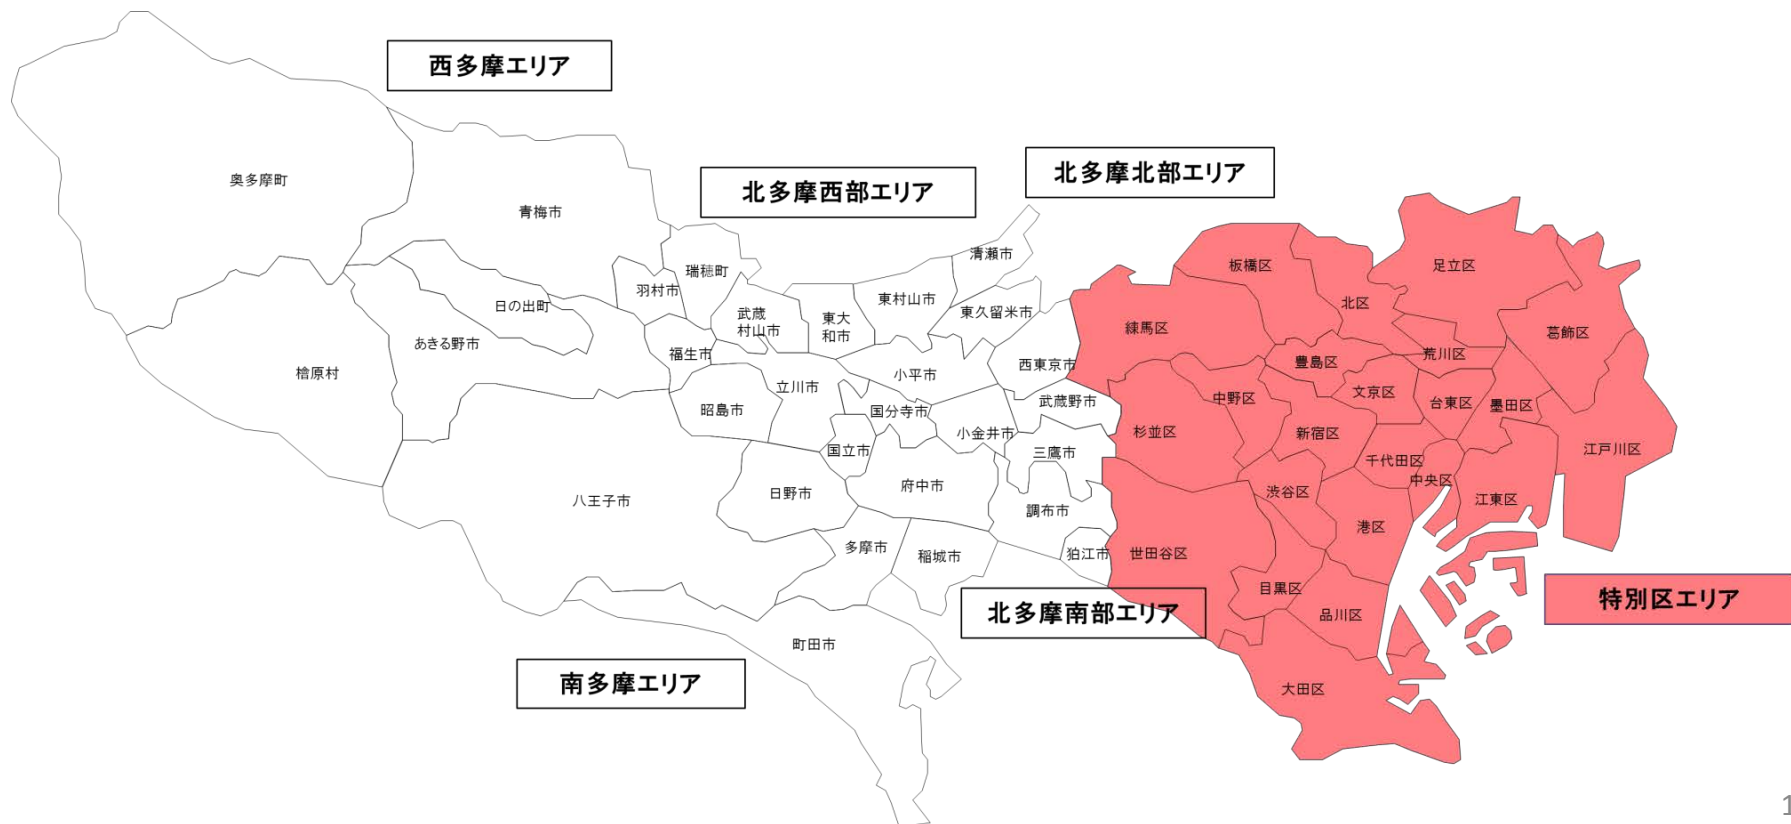 西多摩エリア
北多摩北部エリア
北多摩西部エリア
奥多摩町
青梅市
清瀬市
瑞穂町
板橋区
足立区
羽村市
日の出町
東村山市
北区
武蔵
村山市
東大
和市
東久留米市
練馬区
葛飾区
あきる野市
福生市
檜原村
立川市
小平市
西東京市
豊島区
荒川区
文京区
昭島市
国分寺市
武蔵野市
中野区
台東区
墨田区
小金井市
杉並区
新宿区
国立市
三鷹市
千代田区
江戸川区
中央区
八王子市
日野市
府中市
渋谷区
江東区
調布市
港区
多摩市
稲城市
狛江市
世田谷区
目黒区
特別区エリア
北多摩南部エリア
品川区
町田市
南多摩エリア
大田区
1